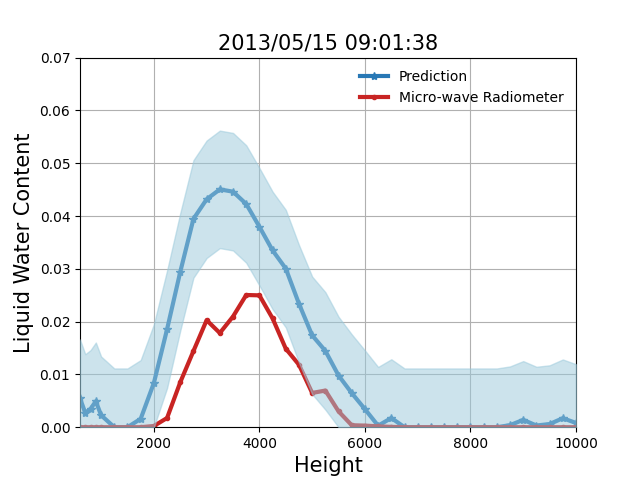 2013/05/15 09:01:38
0.07
0.06
0.05
0.04
0.03
0.02
0.01
0.00
Liquid Water Content
Prediction
Micro-wave Radiometer
2000 4000 6000 8000 10000
Height